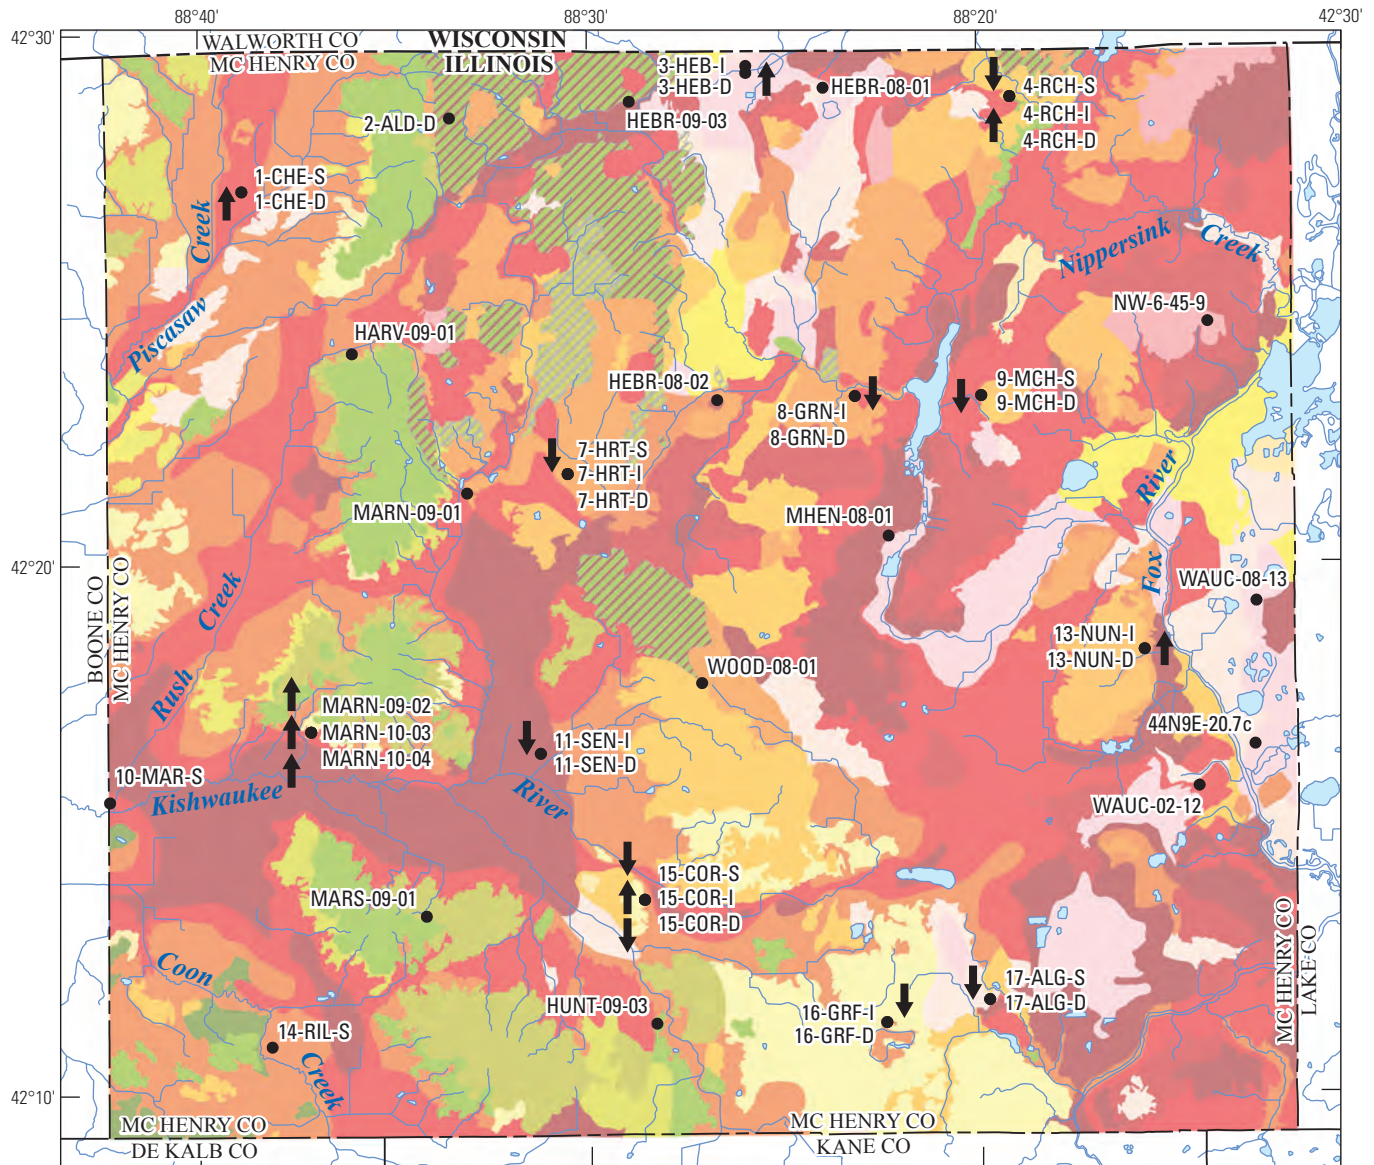 88°40'
88°30'
88°20'
42°30'
42°30'
WALWORTH CO
MC HENRY CO
WISCONSIN
ILLINOIS
3-HEB-I
3-HEB-D
HEBR-08-01
4-RCH-S
4-RCH-I
4-RCH-D
2-ALD-D
HEBR-09-03
1-CHE-S
1-CHE-D
Piscasaw Creek
Nippersink Creek
NW-6-45-9
HARV-09-01
HEBR-08-02
9-MCH-S
9-MCH-D
8-GRN-I
8-GRN-D
7-HRT-S
7-HRT-I
7-HRT-D
MARN-09-01
MHEN-08-01
Fox River
42°20'
BOONE CO
MC HENRY CO
WAUC-08-13
Rush Creek
13-NUN-I
13-NUN-D
WOOD-08-01
MARN-09-02
MARN-10-03
MARN-10-04
44N9E-20.7c
11-SEN-I
11-SEN-D
10-MAR-S
Kishwaukee River
WAUC-02-12
15-COR-S
15-COR-I
15-COR-D
MARS-09-01
MC HENRY CO
LAKE CO
Coon Creek
17-ALG-S
17-ALG-D
HUNT-09-03
16-GRF-I
16-GRF-D
14-RIL-S
42°10'
MC HENRY CO
DE KALB CO
MC HENRY CO
KANE CO